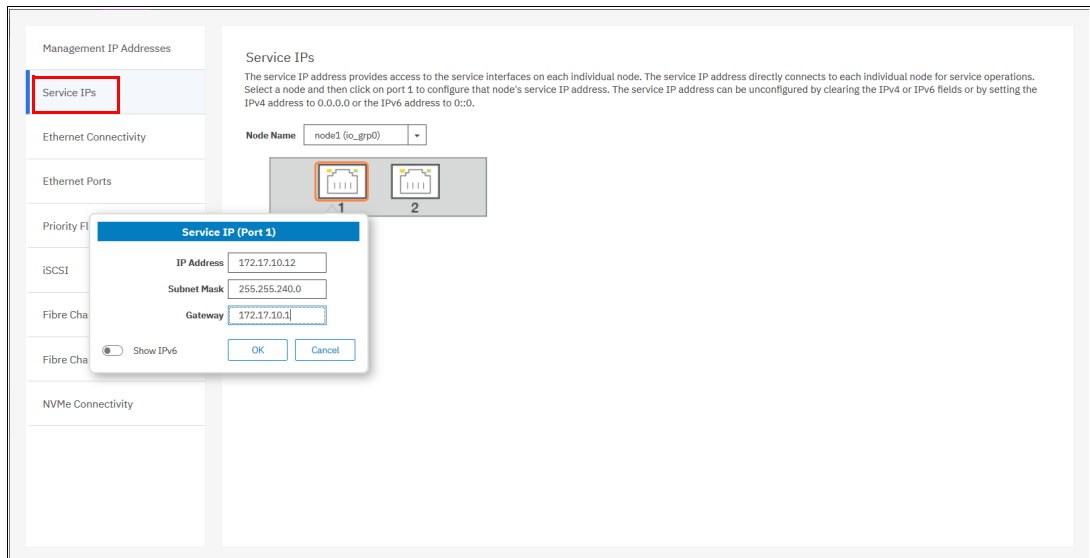 Management IP Addresses
Service IPs
Ethernet Connectivity
Ethernet Ports
Priority Fl
iSCSI
Fibre Cha
Fibre Cha
NVMe Connectivity
Service IPs
The service IP address provides access to the service interfaces on each individual node. The service IP address directly connects to each individual node for service operations.
Select a node and then click on port 1 to configure that node's service IP address. The service IP address can be unconfigured by clearing the IPv4 or IPv6 fields or by setting the
IPv4 address to 0.0.0.0 or the IPv6 address to 0::0.
Node Name node1 (io_grp0)
1 2
Service IP (Port 1)
IP Address 172.17.10.12
Subnet Mask 255.255.240.0
Gateway 172.17.10.1
Show IPv6 OK Cancel